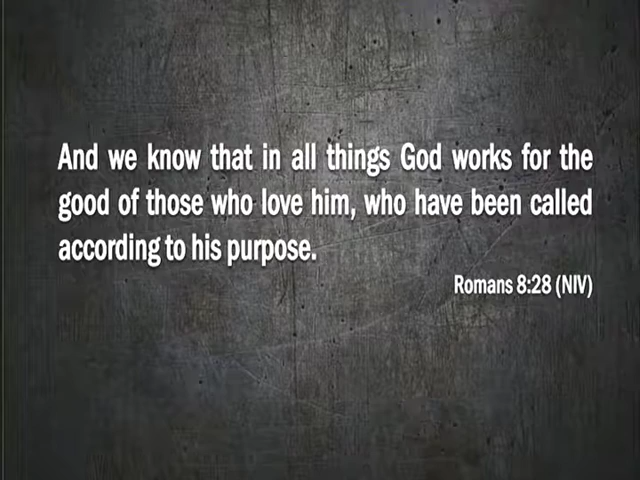 And we know that in all things God works for the
good of those who love him, who have been called
according to his purpose.
Romans 8:28 (NIV)